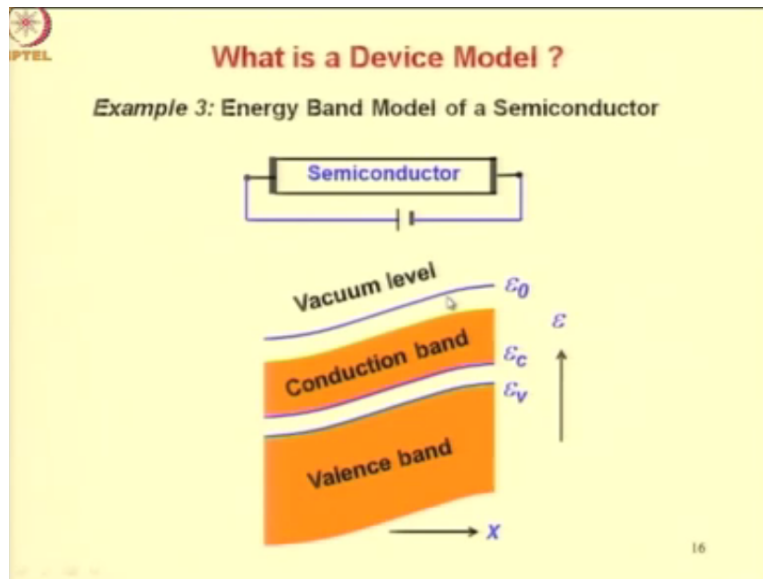 PTEL
What is a Device Model ?
Example 3: Energy Band Model of a Semiconductor
Semiconductor
Vacuum level
ε0
ε
Conduction band
εc
εv
Valence band
x
16